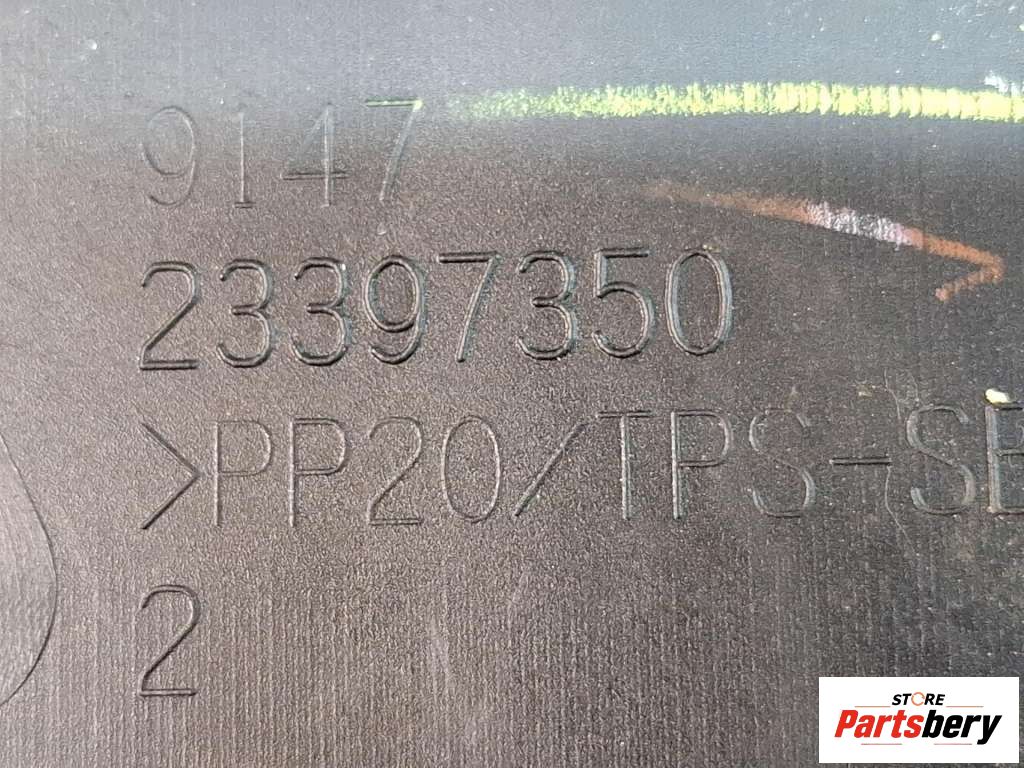 9147
23397350
>PP20/TPS-SE
2
STORE
Partsbery